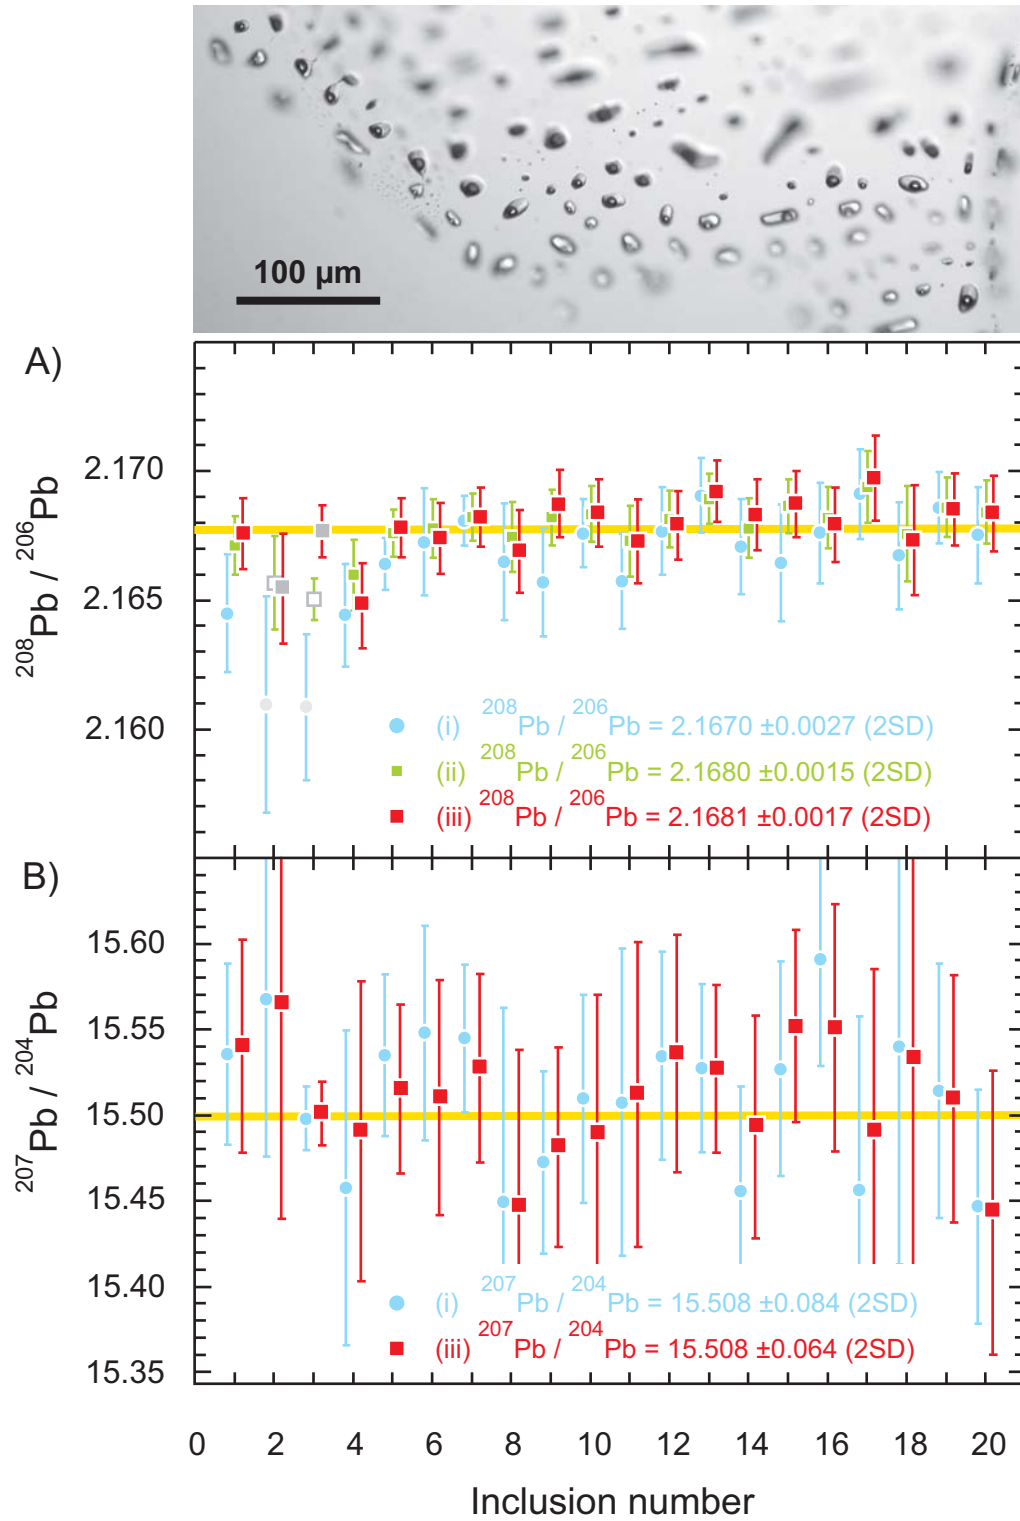 100 µm
A)
2.170
2.165
2.160
208Pb / 206Pb
(i) 208Pb / 206Pb = 2.1670 ±0.0027 (2SD)
(ii) 208Pb / 206Pb = 2.1680 ±0.0015 (2SD)
(iii) 208Pb / 206Pb = 2.1681 ±0.0017 (2SD)
B)
15.60
15.55
15.50
15.45
15.40
15.35
207Pb / 204Pb
(i) 207Pb / 204Pb = 15.508 ±0.084 (2SD)
(iii) 207Pb / 204Pb = 15.508 ±0.064 (2SD)
0 2 4 6 8 10 12 14 16 18 20
Inclusion number